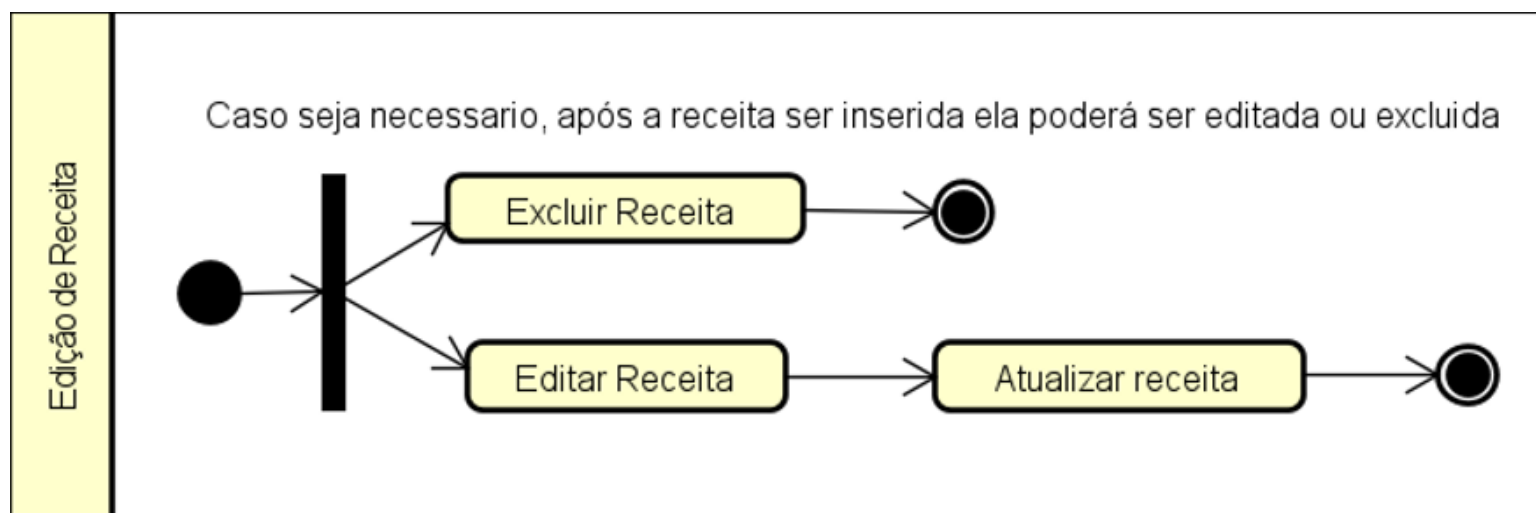 Edição de Receita
Caso seja necessario, após a receita ser inserida ela poderá ser editada ou excluida
Excluir Receita
Editar Receita
Atualizar receita